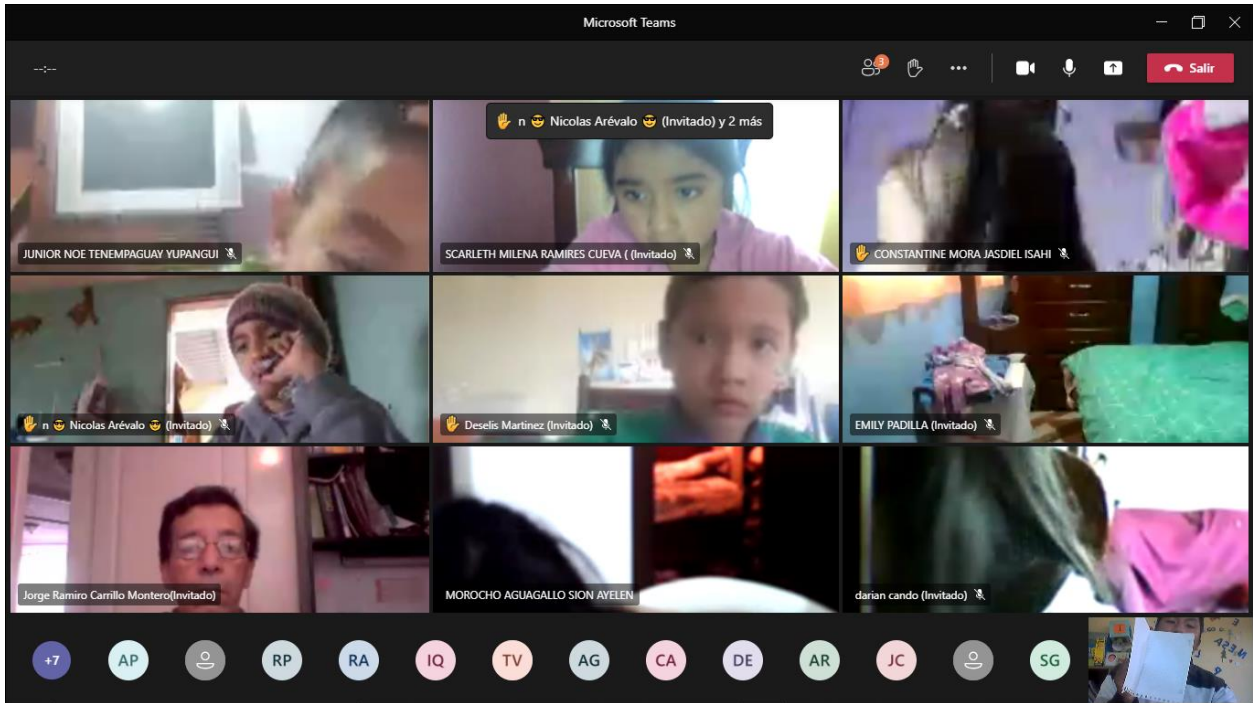 Microsoft Teams
--:--
3
Salir
✋ n 😎 Nicolas Arévalo 😎 (Invitado) y 2 más
JUNIOR NOE TENEMPAGUAY YUPANGUI
SCARLETH MILENA RAMIRES CUEVA ( (Invitado)
✋ CONSTANTINE MORA JASDIEL ISAHI
✋ n 😎 Nicolas Arévalo 😎 (Invitado)
✋ Deselis Martinez (Invitado)
EMILY PADILLA (Invitado)
Jorge Ramiro Carrillo Montero(Invitado)
MOROCHO AGUAGALLO SION AYELEN
darian cando (Invitado)
+7 AP RP RA IQ TV AG CA DE AR JC SG